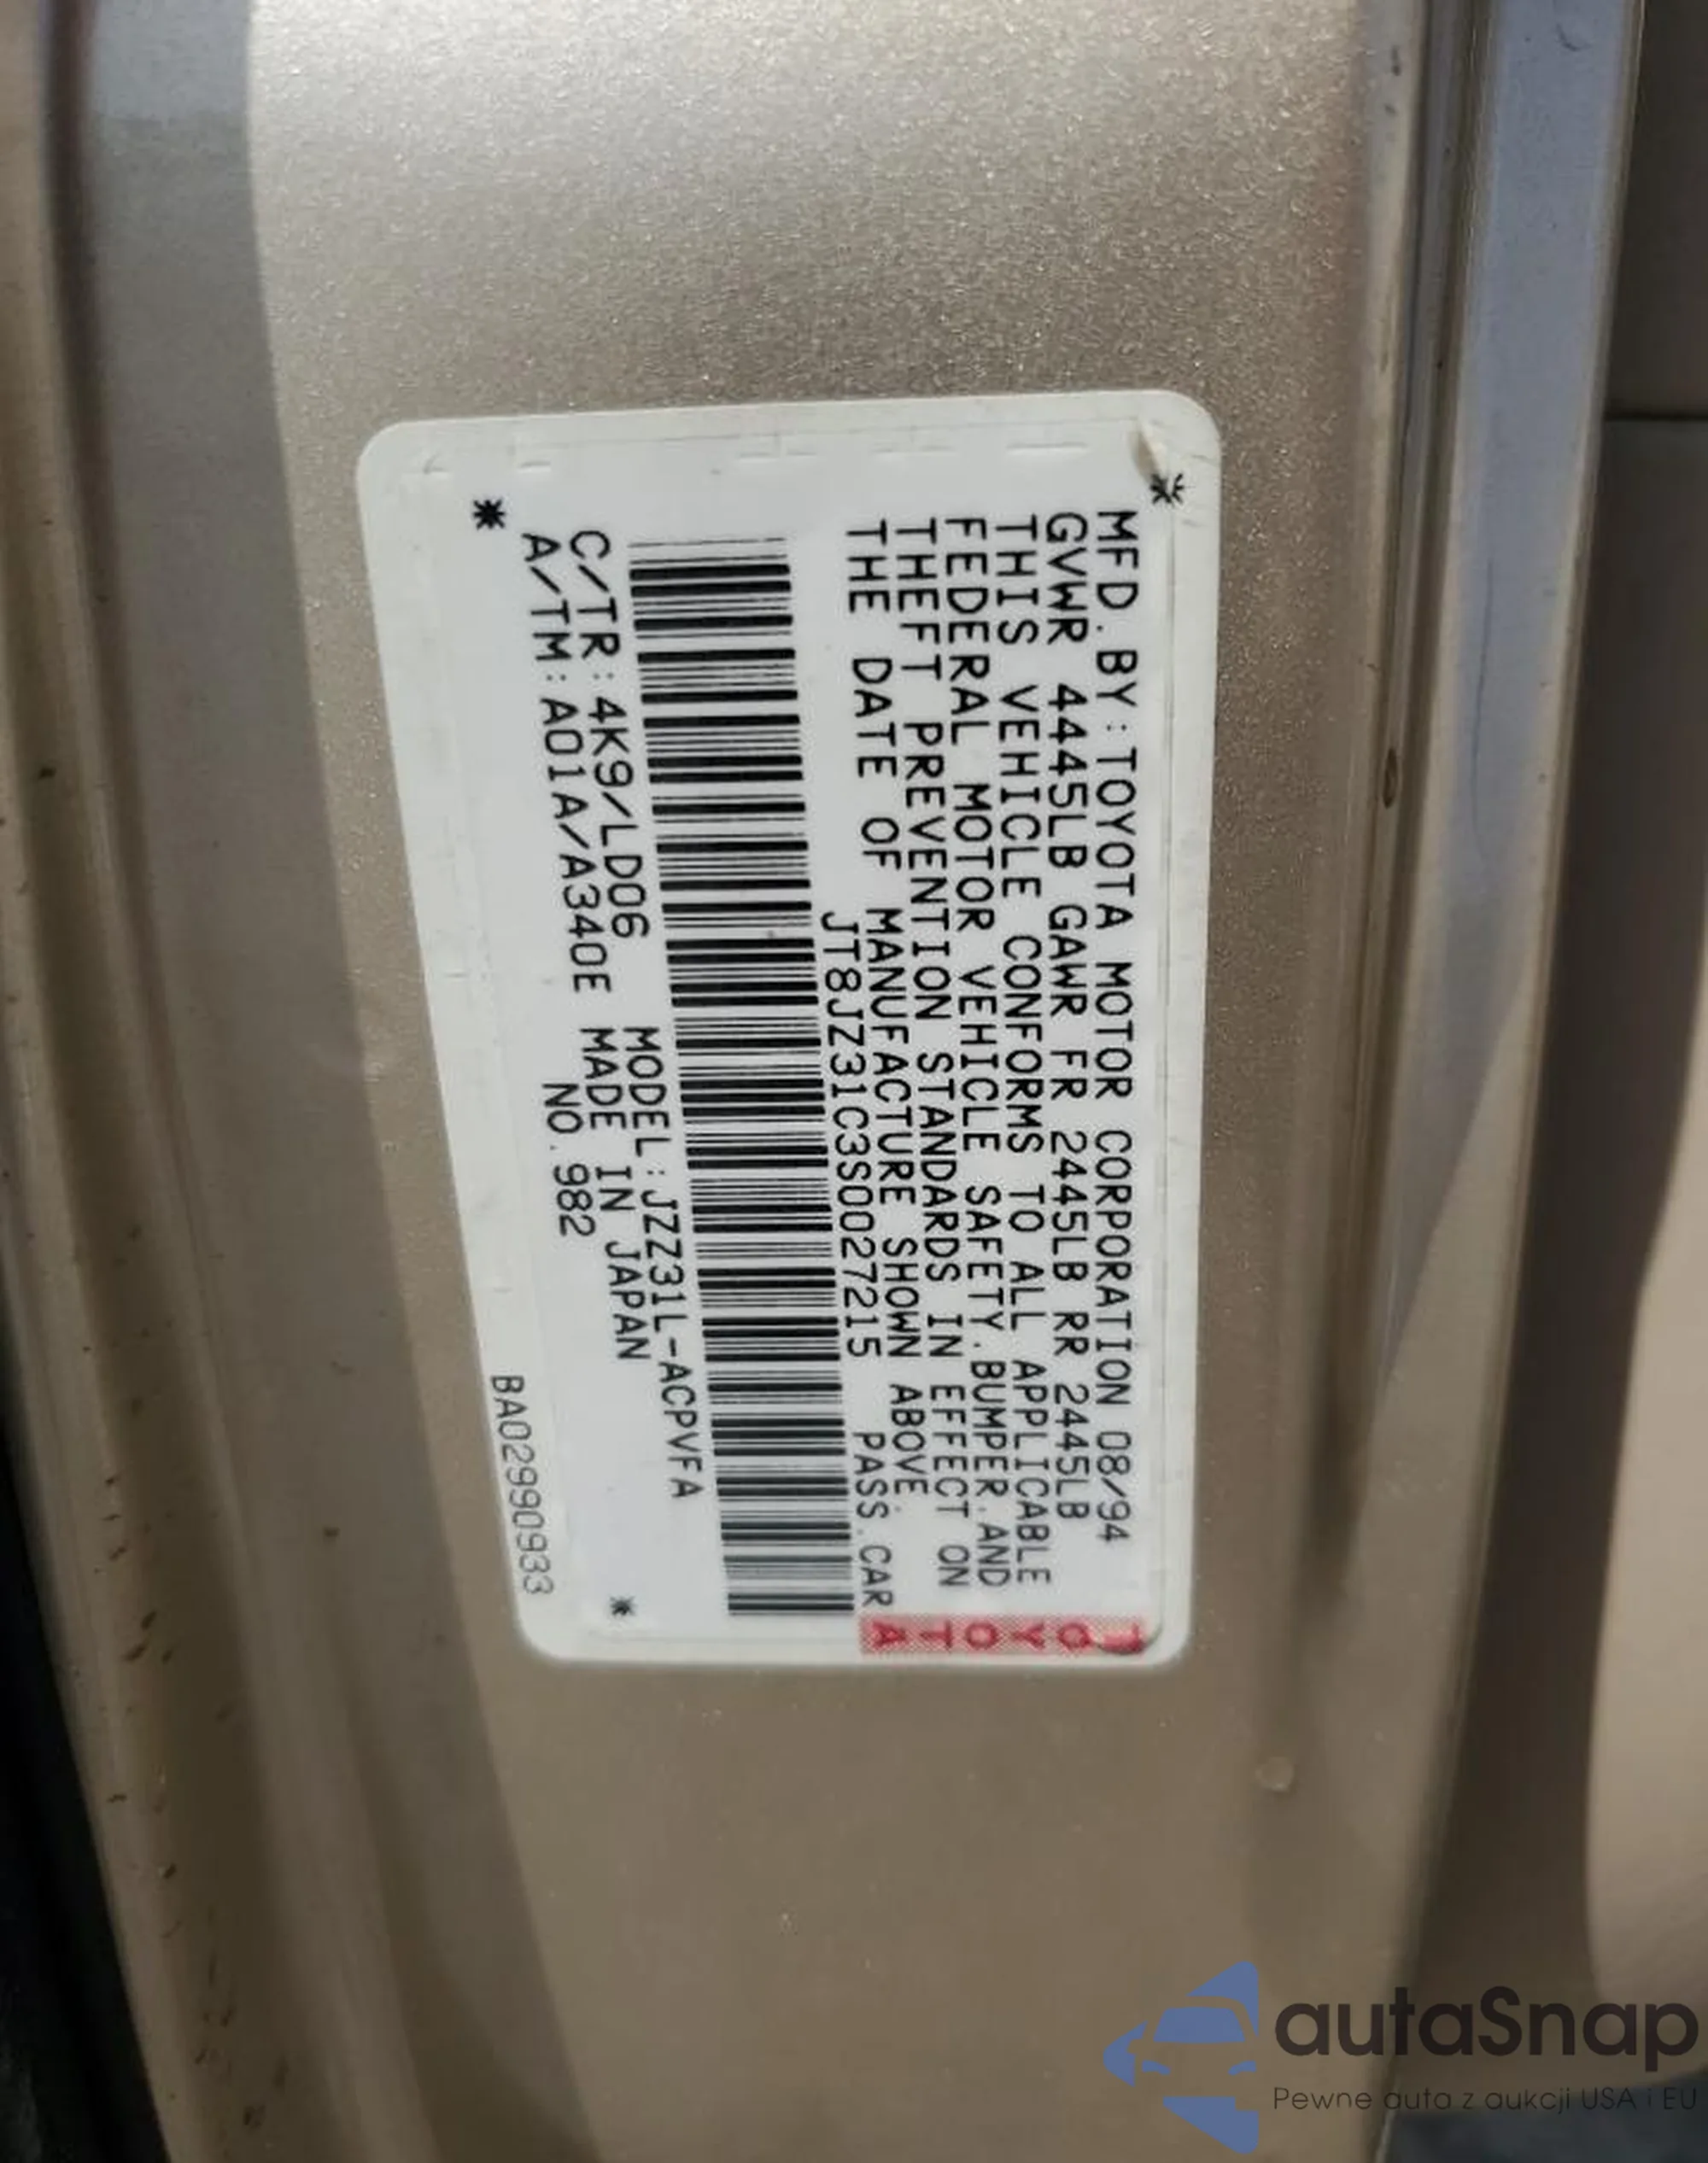 MFD.BY:TOYOTA MOTOR CORPORATION 08/94
GVWR 4445LB GAWR FR 2445LB RR 2445LB
THIS VEHICLE CONFORMS TO ALL APPLICABLE
FEDERAL MOTOR VEHICLE SAFETY.BUMPER.AND
THEFT PREVENTION STANDARDS IN EFFECT ON
THE DATE OF MANUFACTURE SHOWN ABOVE.
JT8JZ31C3S0027215 PASS.CAR
C/TR:4K9/LD06 MODEL:JZZ31L-ACPVFA
A/TM:A01A/A340E MADE IN JAPAN
NO.982
BA02990933
TOYOTA
autaSnap
Pewne auta z aukcji USA i EU